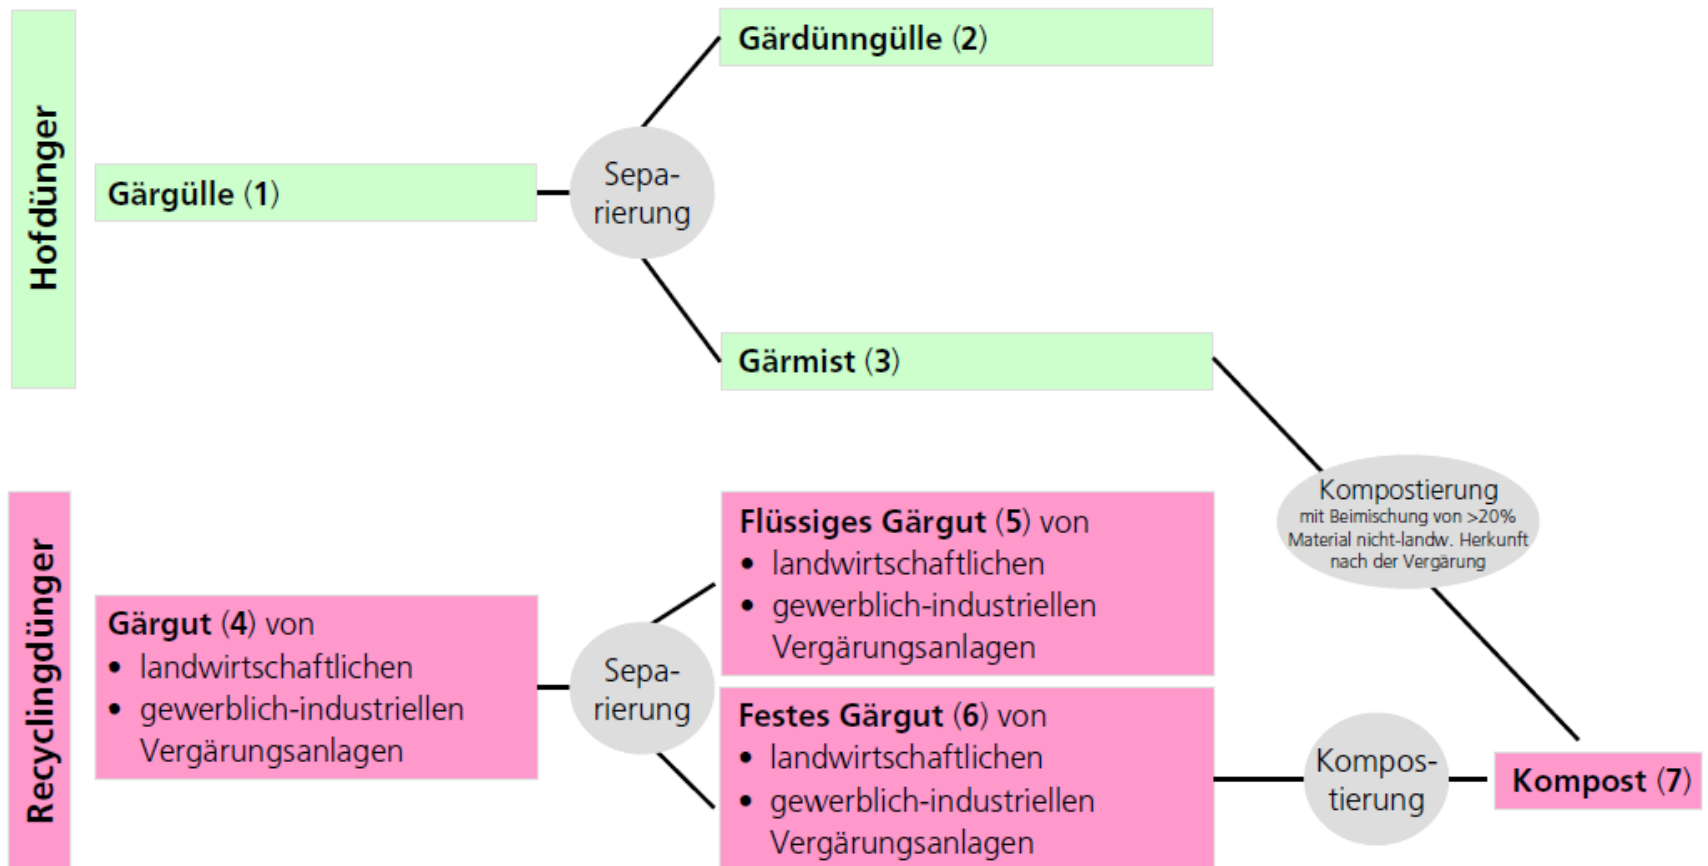 Hofdünger
Gärgülle (1)
Sepa-
rierung
Gärdünngülle (2)
Gärmist (3)
Kompostierung
mit Beimischung von >20%
Material nicht-landw. Herkunft
nach der Vergärung
Recyclingdünger
Gärgut (4) von
• landwirtschaftlichen
• gewerblich-industriellen
Vergärungsanlagen
Sepa-
rierung
Flüssiges Gärgut (5) von
• landwirtschaftlichen
• gewerblich-industriellen
Vergärungsanlagen
Festes Gärgut (6) von
• landwirtschaftlichen
• gewerblich-industriellen
Vergärungsanlagen
Kompos-
tierung
Kompost (7)